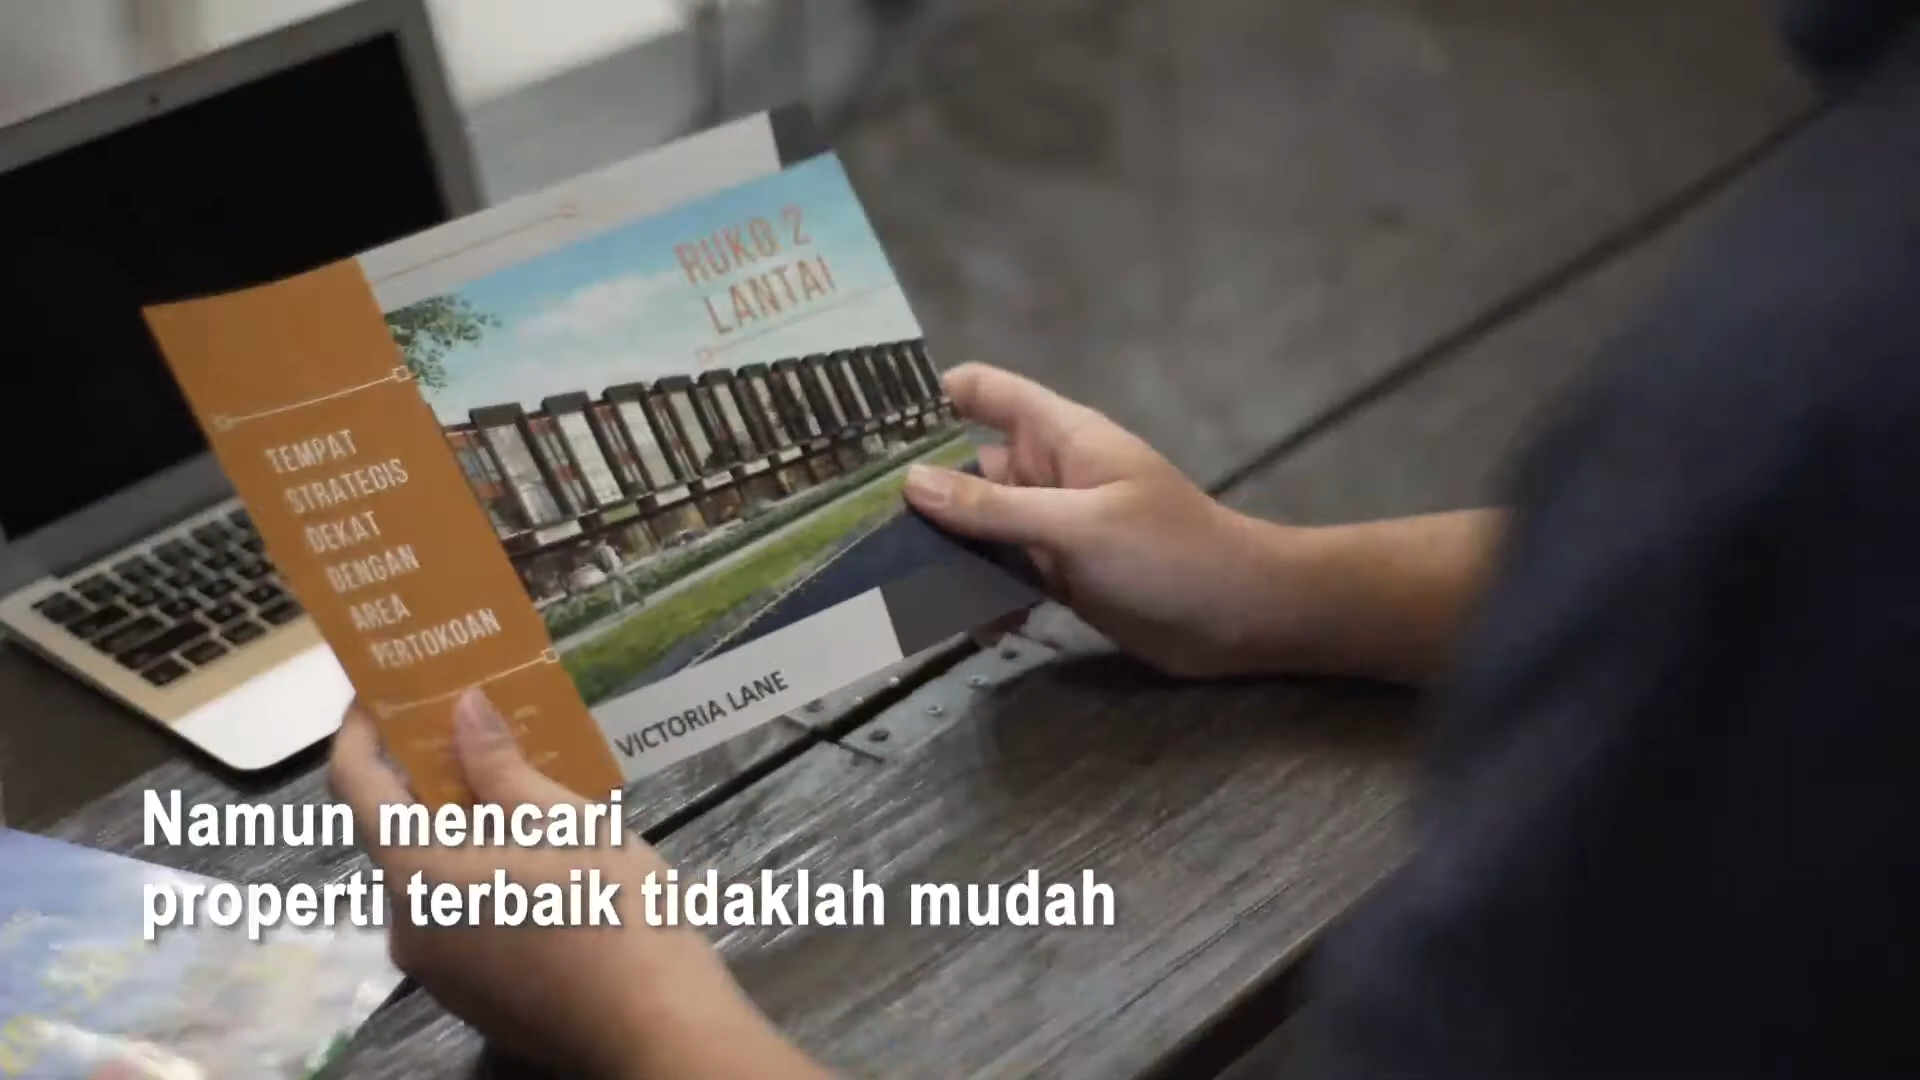 RUKO 2
LANTAI
TEMPAT
STRATEGIS
DEKAT
DENGAN
AREA
PERTOKOAN
VICTORIA LANE
Namun mencari
properti terbaik tidaklah mudah